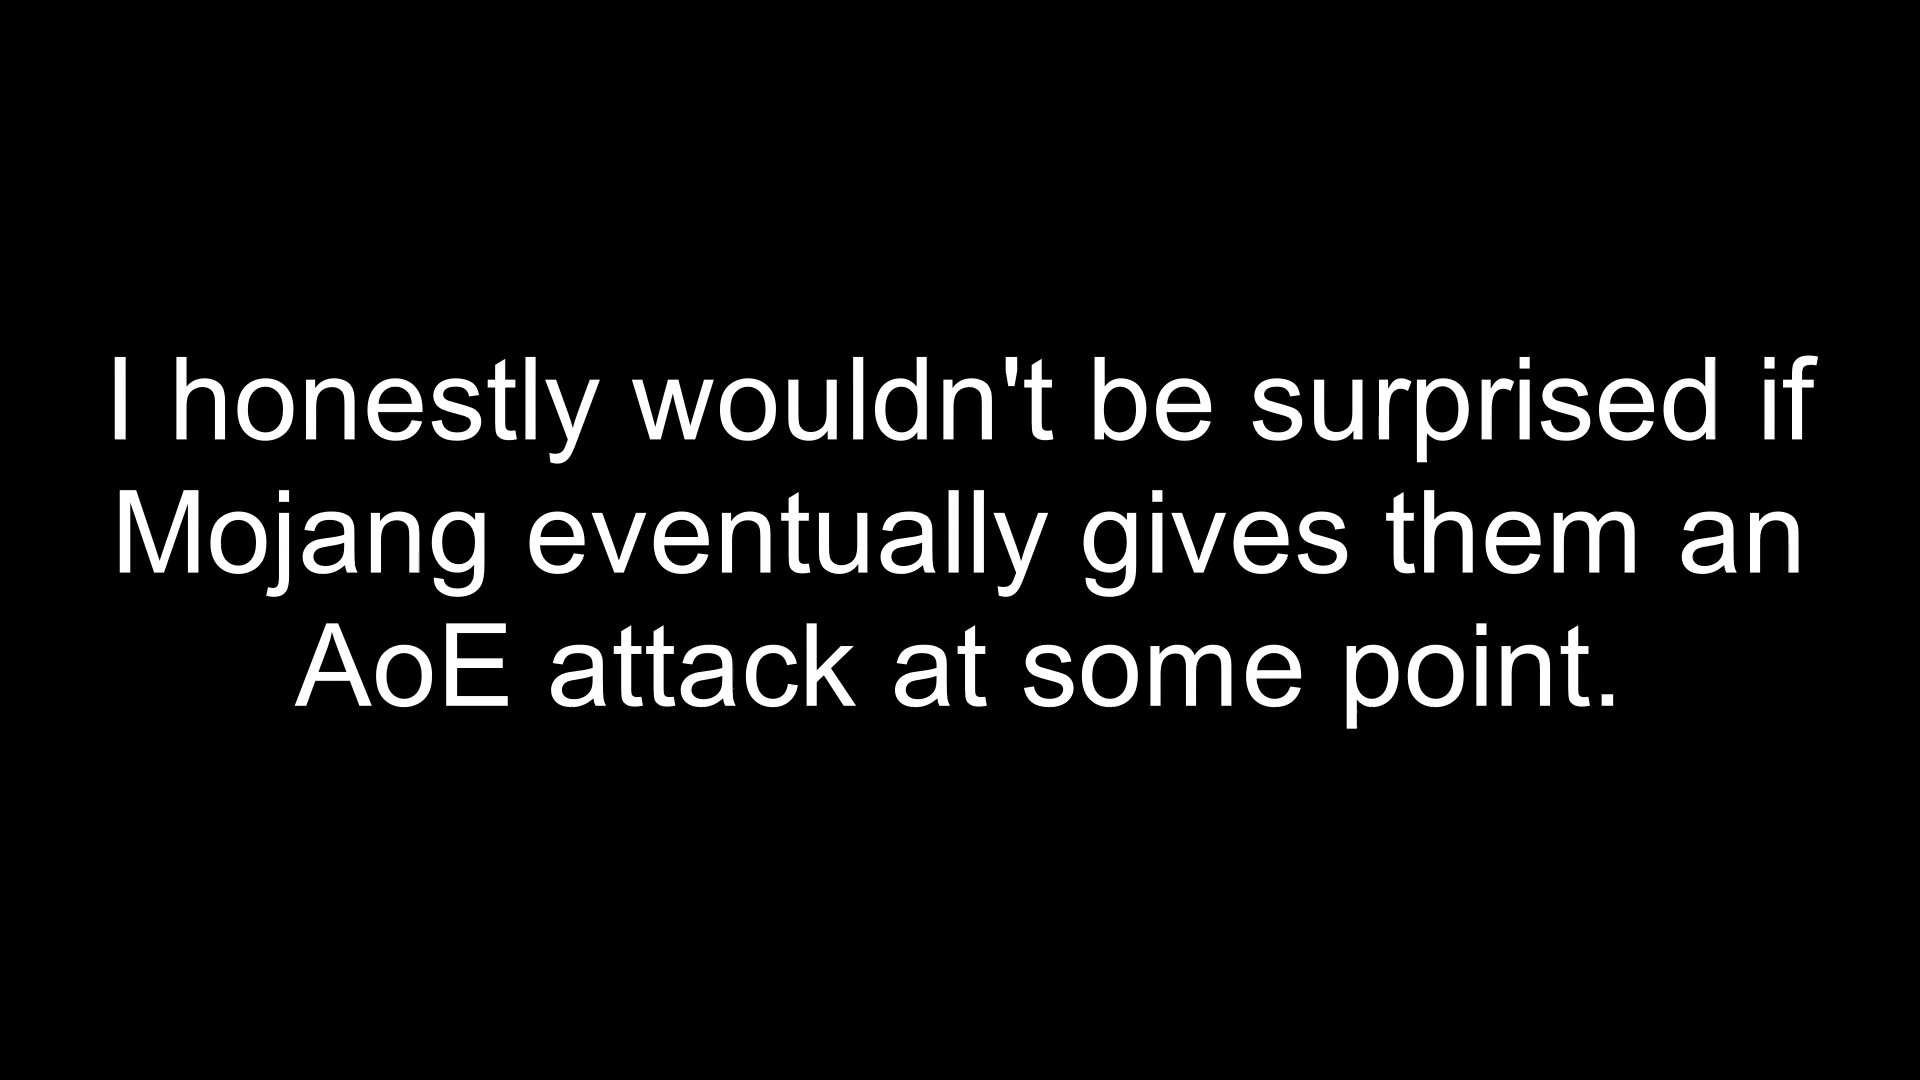 I honestly wouldn't be surprised if
Mojang eventually gives them an
AoE attack at some point.